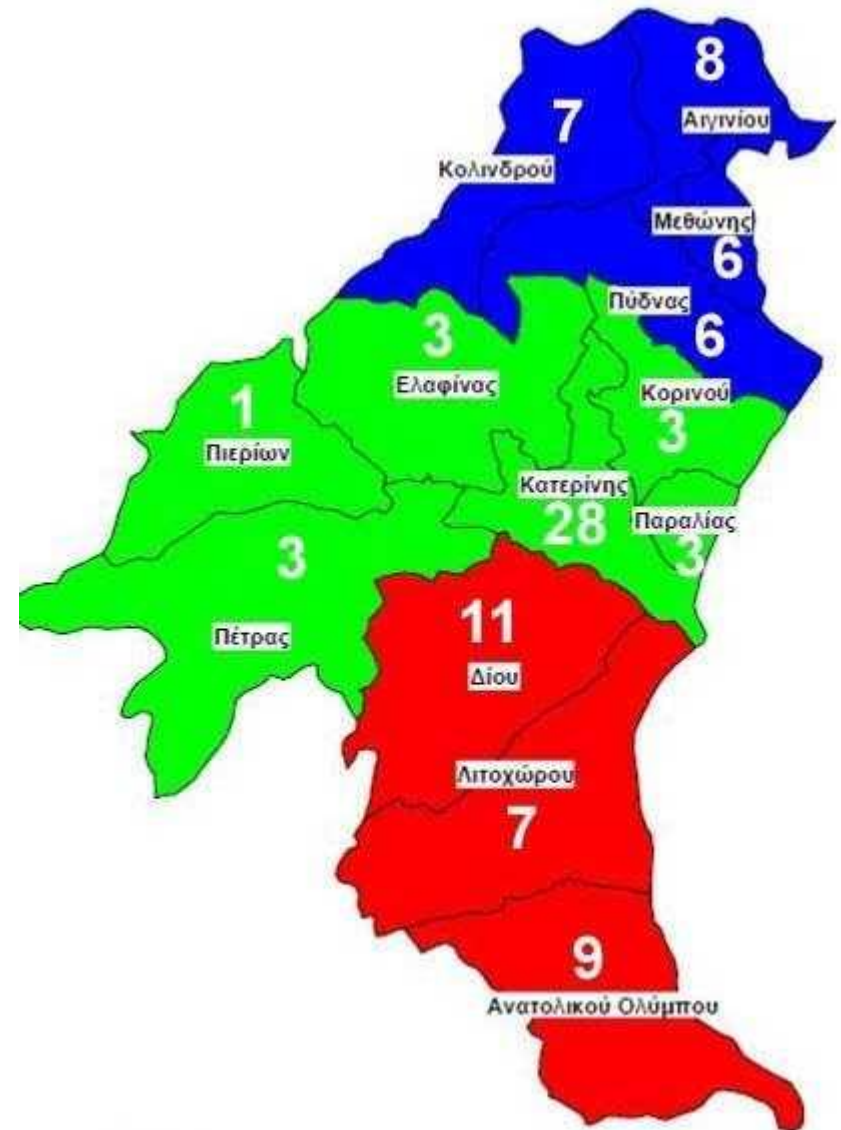 8
Αιγινίου
7
Κολινδρού
Μεθώνης
6
Πύδνας
6
3
Ελαφίνας
Κορινού
3
1
Πιερίων
Κατερίνης
28
Παραλίας
3
3
Πέτρας
11
Δίου
Λιτοχώρου
7
9
Ανατολικού Ολύμπου